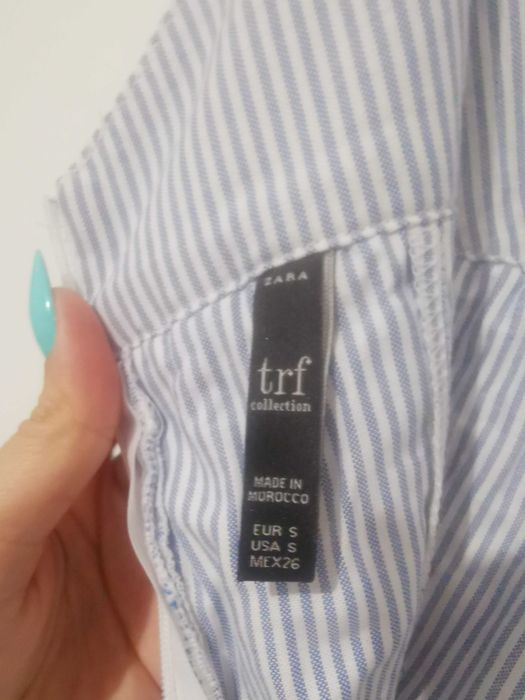 ZARA
trf
collection
MADE IN
MOROCCO
EUR S
USA S
MEX26